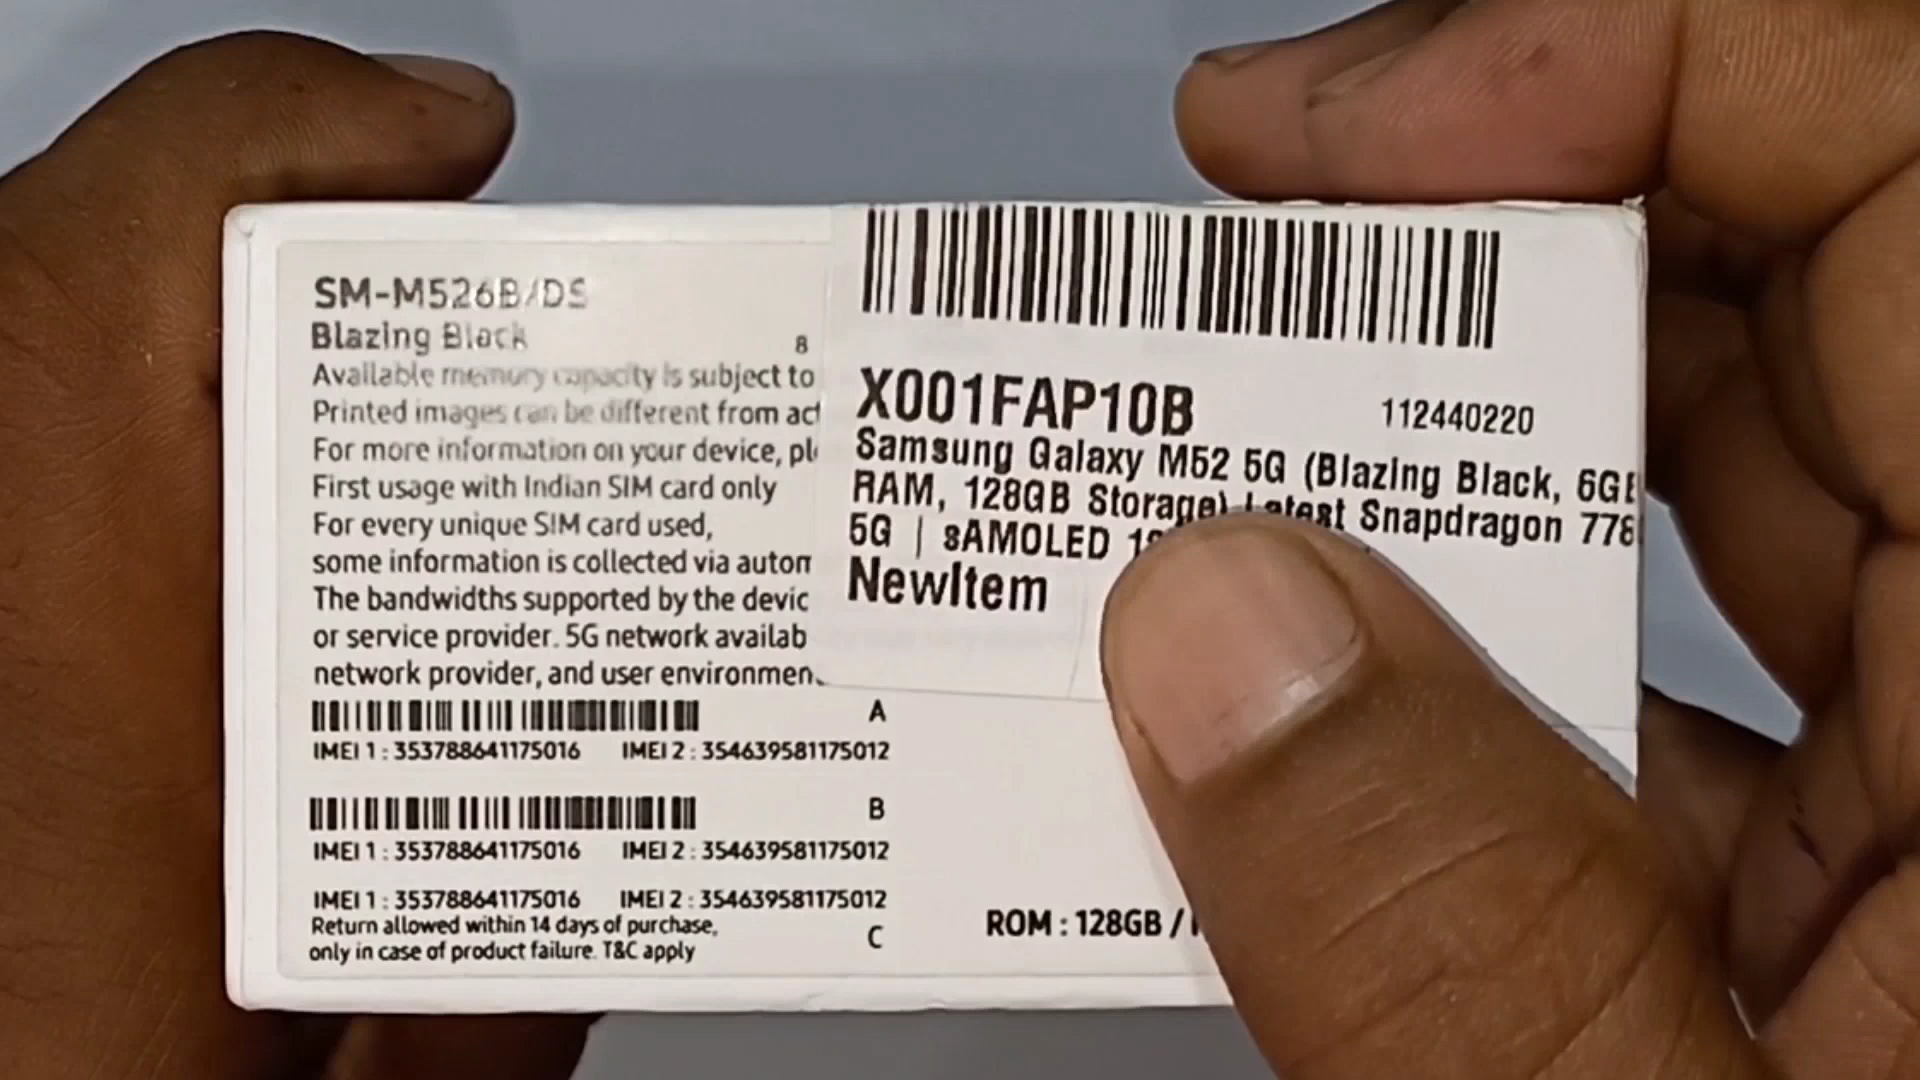 SM-M526B/DS
Blazing Black
8
Available memory capacity is subject to
Printed images can be different from act
For more information on your device, pl
First usage with Indian SIM card only
For every unique SIM card used,
some information is collected via autom
The bandwidths supported by the devic
or service provider. 5G network availab
network provider, and user environmen
A
IMEI 1 : 353788641175016 IMEI 2 : 354639581175012
B
IMEI 1 : 353788641175016 IMEI 2 : 354639581175012
IMEI 1 : 353788641175016 IMEI 2 : 354639581175012
Return allowed within 14 days of purchase,
only in case of product failure. T&C apply
C
ROM : 128GB /
X001FAP10B
112440220
Samsung Galaxy M52 5G (Blazing Black, 6GB
RAM, 128GB Storage) Latest Snapdragon 778
5G | sAMOLED
NewItem